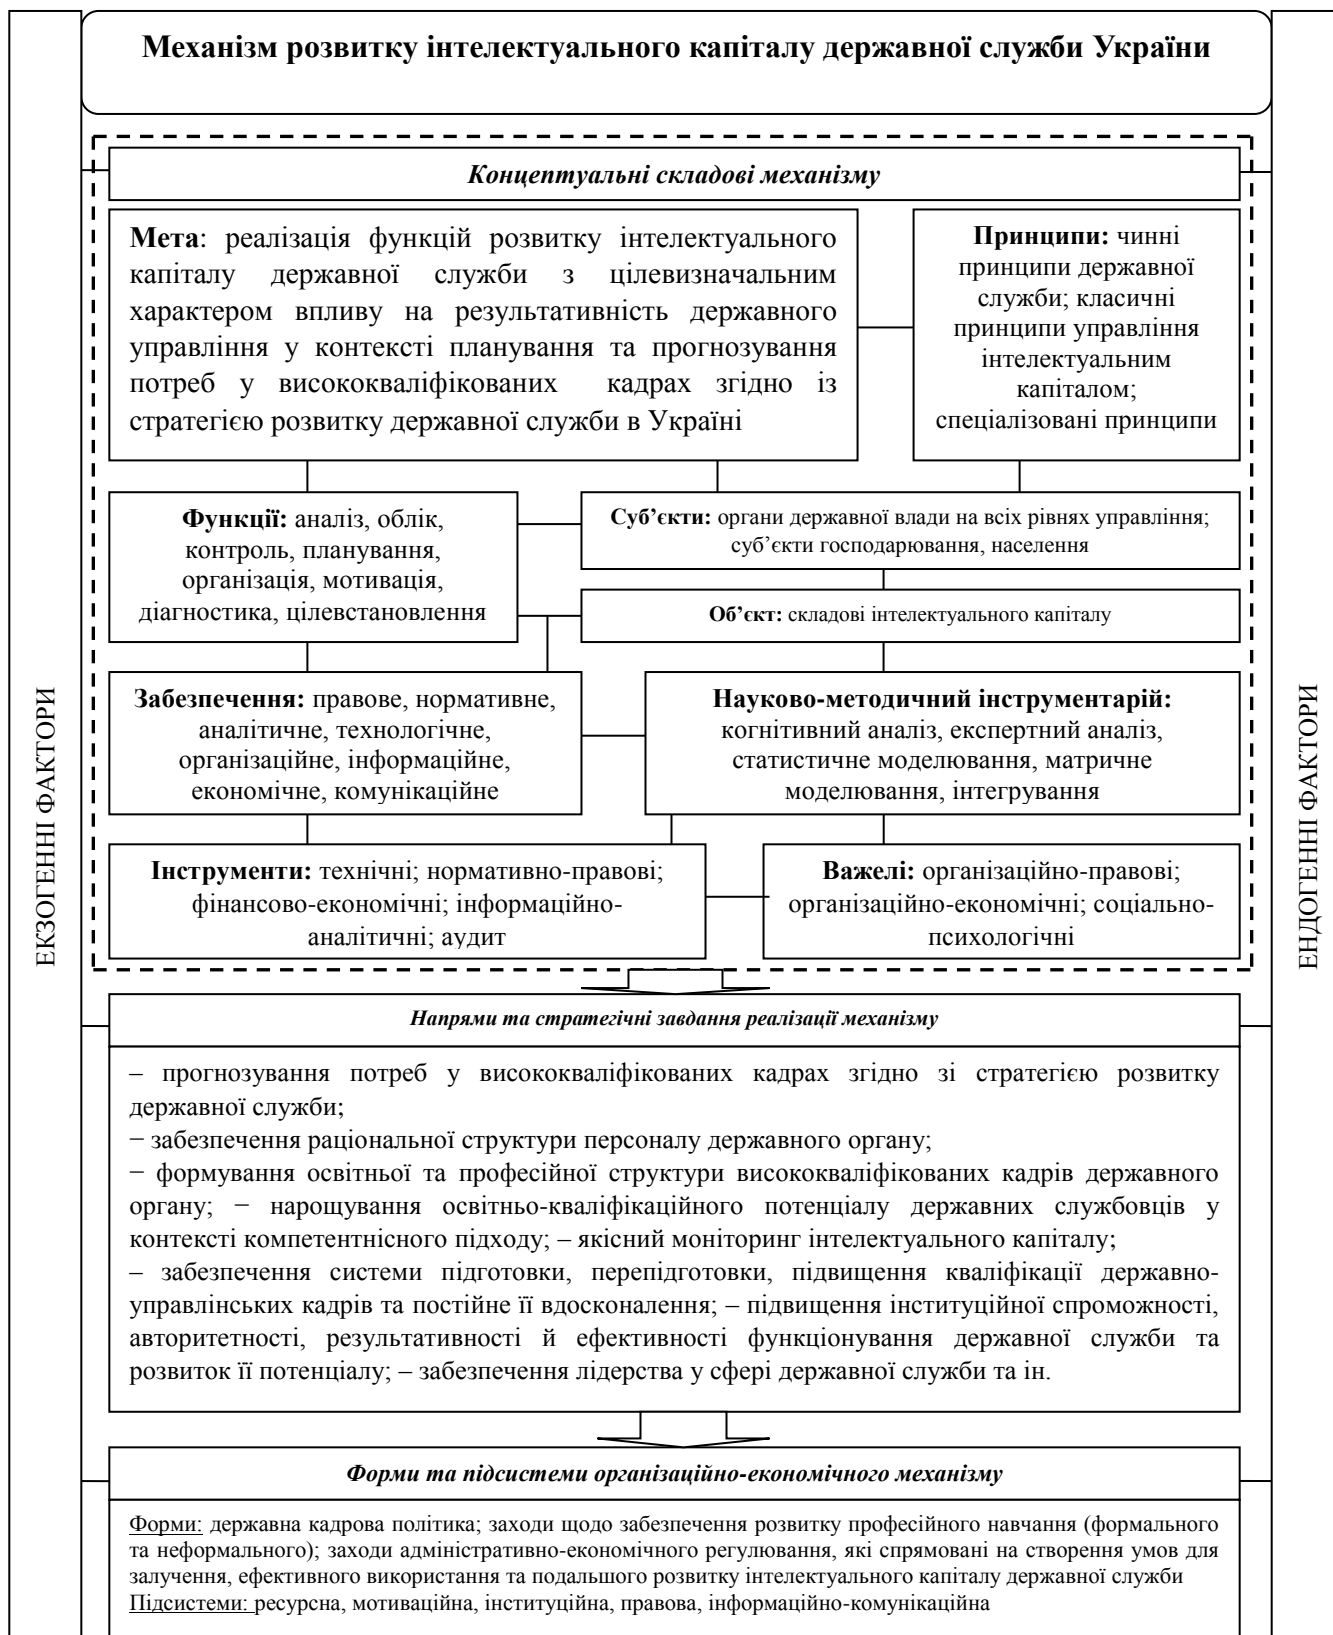 Механізм розвитку інтелектуального капіталу державної служби України
Концептуальні складові механізму
Мета: реалізація функцій розвитку інтелектуального
капіталу державної служби з цілевизначальним
характером впливу на результативність державного
управління у контексті планування та прогнозування
потреб у висококваліфікованих кадрах згідно із
стратегією розвитку державної служби в Україні
Принципи: чинні
принципи державної
служби; класичні
принципи управління
інтелектуальним
капіталом;
спеціалізовані принципи
Функції: аналіз, облік,
контроль, планування,
організація, мотивація,
діагностика, цілевстановлення
Суб’єкти: органи державної влади на всіх рівнях управління;
суб’єкти господарювання, населення
Об’єкт: складові інтелектуального капіталу
Забезпечення: правове, нормативне,
аналітичне, технологічне,
організаційне, інформаційне,
економічне, комунікаційне
Науково-методичний інструментарій:
когнітивний аналіз, експертний аналіз,
статистичне моделювання, матричне
моделювання, інтегрування
Інструменти: технічні; нормативно-правові;
фінансово-економічні; інформаційно-
аналітичні; аудит
Важелі: організаційно-правові;
організаційно-економічні; соціально-
психологічні
ЕКЗОГЕННІ ФАКТОРИ
ЕНДОГЕННІ ФАКТОРИ
Напрями та стратегічні завдання реалізації механізму
– прогнозування потреб у висококваліфікованих кадрах згідно зі стратегією розвитку
державної служби;
− забезпечення раціональної структури персоналу державного органу;
− формування освітньої та професійної структури висококваліфікованих кадрів державного
органу; − нарощування освітньо-кваліфікаційного потенціалу державних службовців у
контексті компетентнісного підходу; – якісний моніторинг інтелектуального капіталу;
– забезпечення системи підготовки, перепідготовки, підвищення кваліфікації державно-
управлінських кадрів та постійне її вдосконалення; – підвищення інституційної спроможності,
авторитетності, результативності й ефективності функціонування державної служби та
розвиток її потенціалу; – забезпечення лідерства у сфері державної служби та ін.
Форми та підсистеми організаційно-економічного механізму
Форми: державна кадрова політика; заходи щодо забезпечення розвитку професійного навчання (формального
та неформального); заходи адміністративно-економічного регулювання, які спрямовані на створення умов для
залучення, ефективного використання та подальшого розвитку інтелектуального капіталу державної служби
Підсистеми: ресурсна, мотиваційна, інституційна, правова, інформаційно-комунікаційна